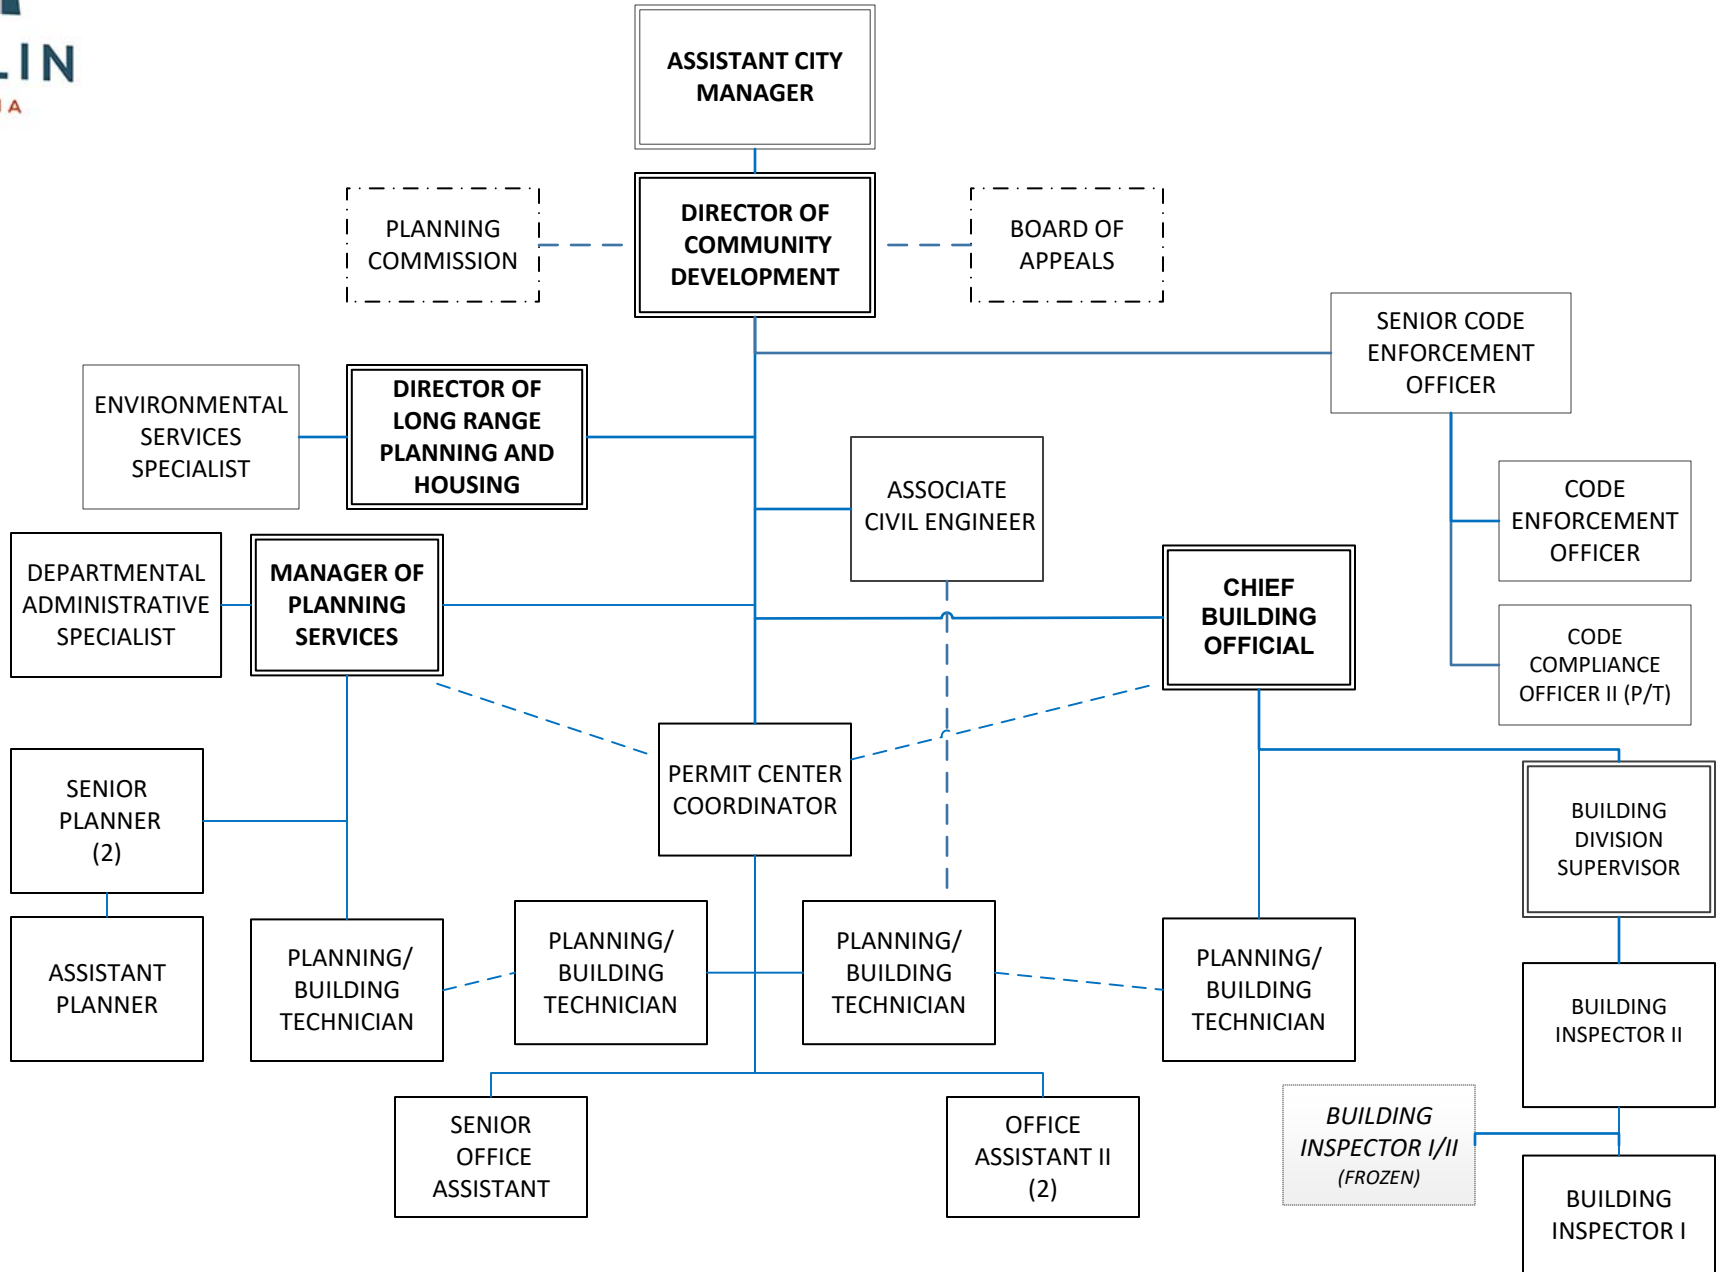 LIN
ASSISTANT CITY
MANAGER
PLANNING
COMMISSION
DIRECTOR OF
COMMUNITY
DEVELOPMENT
BOARD OF
APPEALS
SENIOR CODE
ENFORCEMENT
OFFICER
ENVIRONMENTAL
SERVICES
SPECIALIST
DIRECTOR OF
LONG RANGE
PLANNING AND
HOUSING
ASSOCIATE
CIVIL ENGINEER
CODE
ENFORCEMENT
OFFICER
DEPARTMENTAL
ADMINISTRATIVE
SPECIALIST
MANAGER OF
PLANNING
SERVICES
CHIEF
BUILDING
OFFICIAL
CODE
COMPLIANCE
OFFICER II (P/T)
SENIOR
PLANNER
(2)
PERMIT CENTER
COORDINATOR
BUILDING
DIVISION
SUPERVISOR
ASSISTANT
PLANNER
PLANNING/
BUILDING
TECHNICIAN
PLANNING/
BUILDING
TECHNICIAN
PLANNING/
BUILDING
TECHNICIAN
PLANNING/
BUILDING
TECHNICIAN
BUILDING
INSPECTOR II
SENIOR
OFFICE
ASSISTANT
OFFICE
ASSISTANT II
(2)
BUILDING
INSPECTOR I/II
(FROZEN)
BUILDING
INSPECTOR I